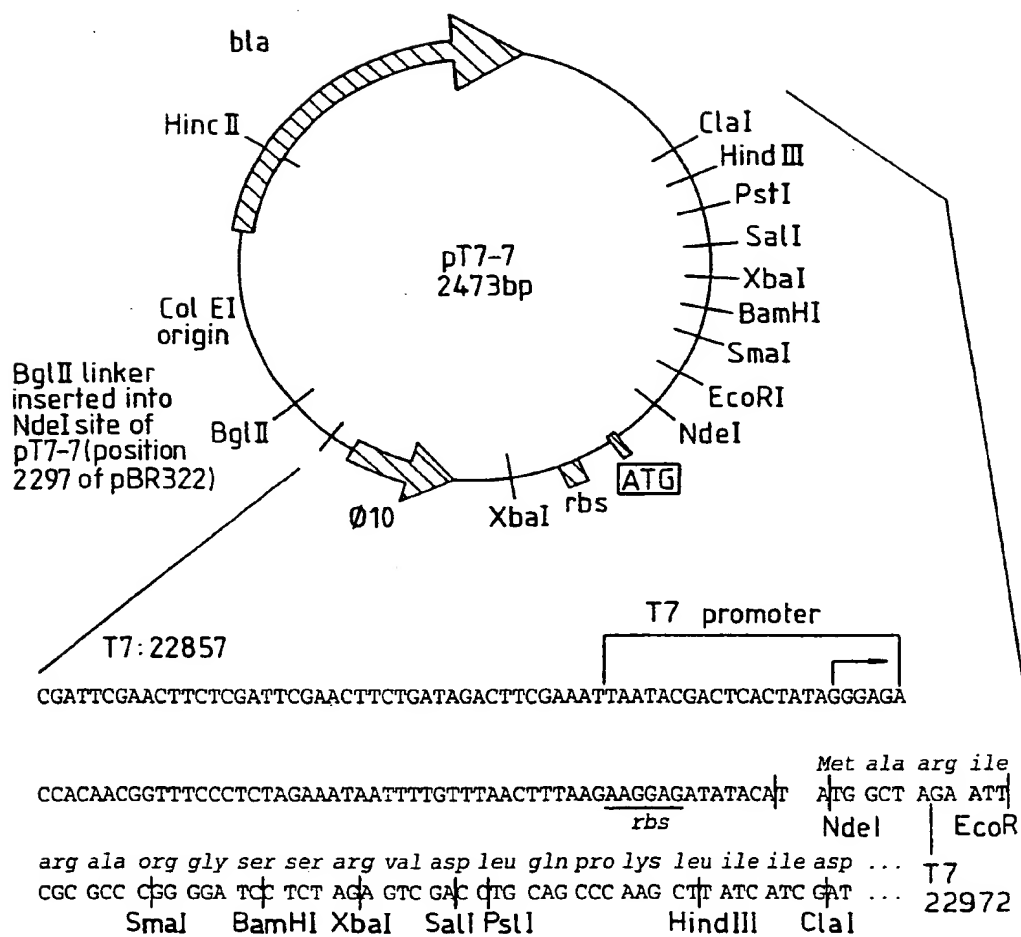 bla
Hinc II
ClaI
Hind III
PstI
SalI
XbaI
BamHI
SmaI
EcoRI
NdeI
ATG
rbs
XbaI
Ø10
BglII
Col EI
origin
BglII linker
inserted into
NdeI site of
pT7-7(position
2297 of pBR322)
pT7-7
2473bp
T7:22857
T7 promoter
CGATTCGAACTTCTCGATTCGAACTTCTGATAGACTTCGAAATTAATACGACTCACTATAGGGAGA
Met ala arg ile
CCACAACGGTTTCCCTCTAGAAATAATTTTGTTTAACTTTAAGAAGGAGATATACAT ATG GCT AGA ATT
rbs
NdeI
EcoR
arg ala org gly ser ser arg val asp leu gln pro lys leu ile ile asp ...
CGC GCC CGG GGA TCC TCT AGA GTC GAC CTG CAG CCC AAG CTT ATC ATC GAT ...
T7
22972
SmaI BamHI XbaI SalI PslI HindIII ClaI